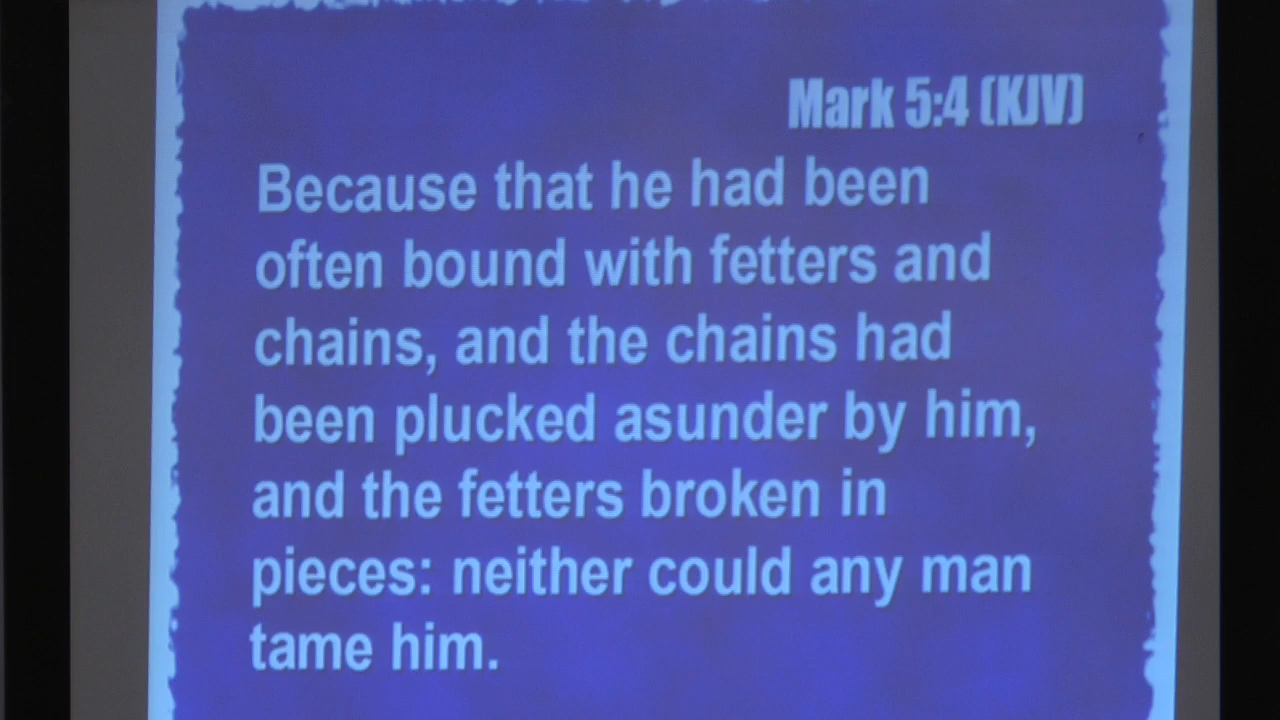 Mark 5:4 (KJV)
Because that he had been
often bound with fetters and
chains, and the chains had
been plucked asunder by him,
and the fetters broken in
pieces: neither could any man
tame him.